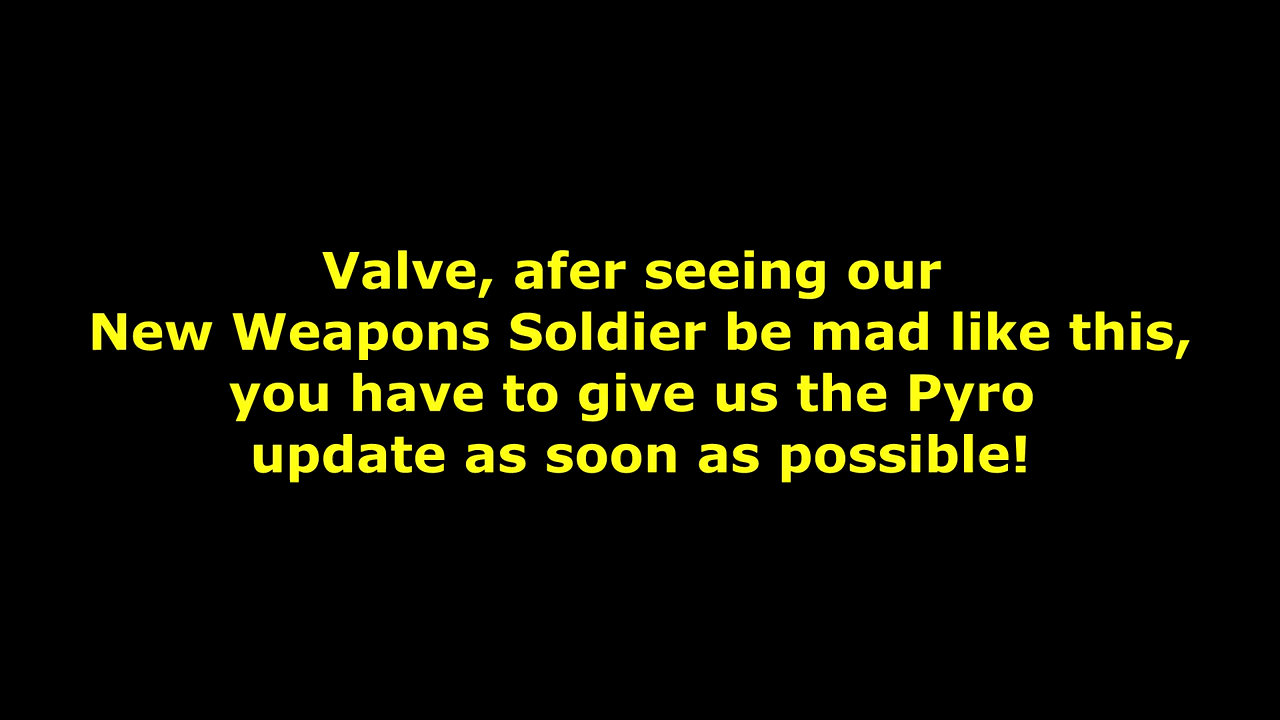 Valve, afer seeing our
New Weapons Soldier be mad like this,
you have to give us the Pyro
update as soon as possible!